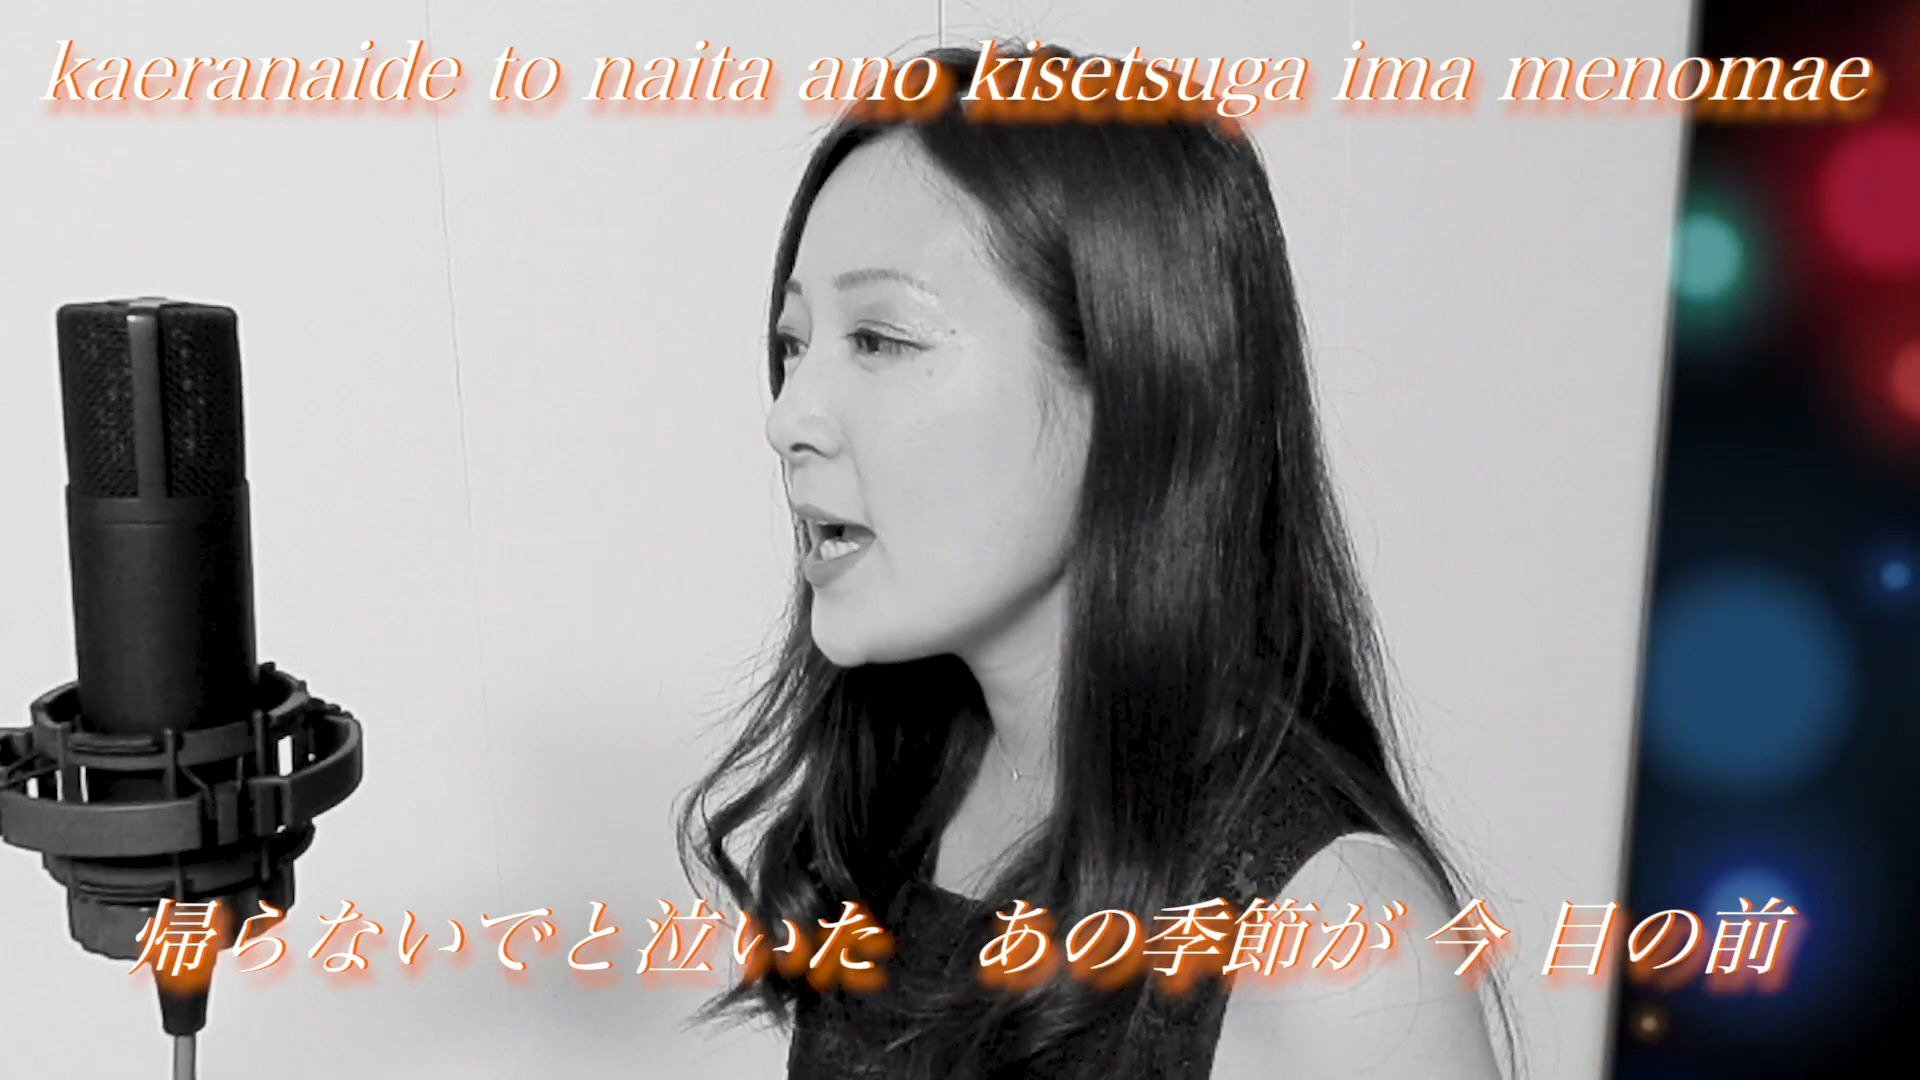 kaeranaide to naita ano kisetsuga ima menomae
帰らないでと泣いた　あの季節が 今 目の前